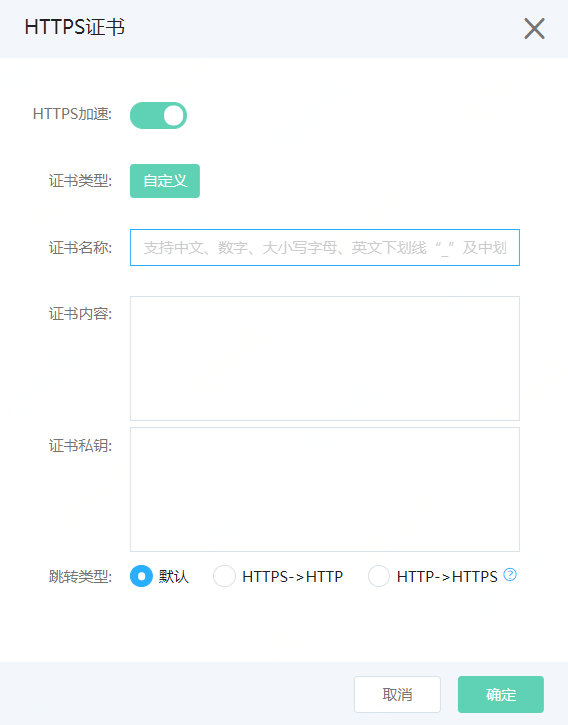 HTTPS证书
HTTPS加速:
证书类型: 自定义
证书名称: 支持中文、数字、大小写字母、英文下划线“_”及中划
证书内容:
证书私钥:
跳转类型: 默认 HTTPS->HTTP HTTP->HTTPS ?
取消 确定